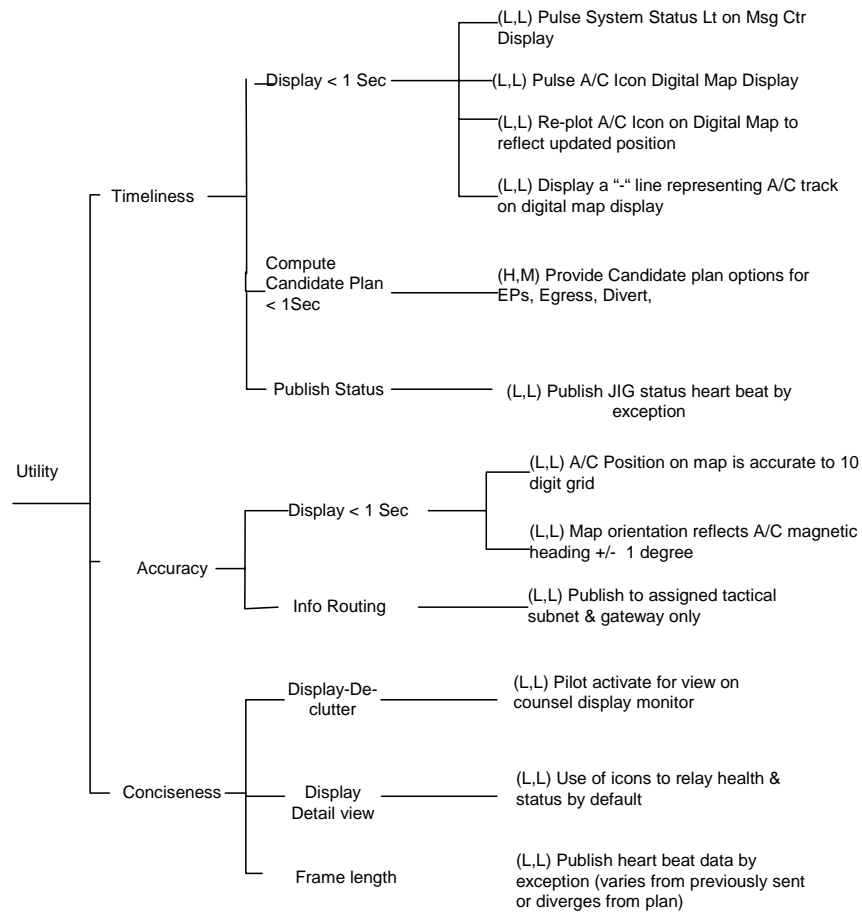 Utility
Timeliness
Display < 1 Sec
(L,L) Pulse System Status Lt on Msg Ctr
Display
(L,L) Pulse A/C Icon Digital Map Display
(L,L) Re-plot A/C Icon on Digital Map to
reflect updated position
(L,L) Display a “-“ line representing A/C track
on digital map display
Compute
Candidate Plan
< 1Sec
(H,M) Provide Candidate plan options for
EPs, Egress, Divert,
Publish Status
(L,L) Publish JIG status heart beat by
exception
Accuracy
Display < 1 Sec
(L,L) A/C Position on map is accurate to 10
digit grid
(L,L) Map orientation reflects A/C magnetic
heading +/- 1 degree
Info Routing
(L,L) Publish to assigned tactical
subnet & gateway only
Conciseness
Display-De-
clutter
(L,L) Pilot activate for view on
counsel display monitor
Display
Detail view
(L,L) Use of icons to relay health &
status by default
Frame length
(L,L) Publish heart beat data by
exception (varies from previously sent
or diverges from plan)